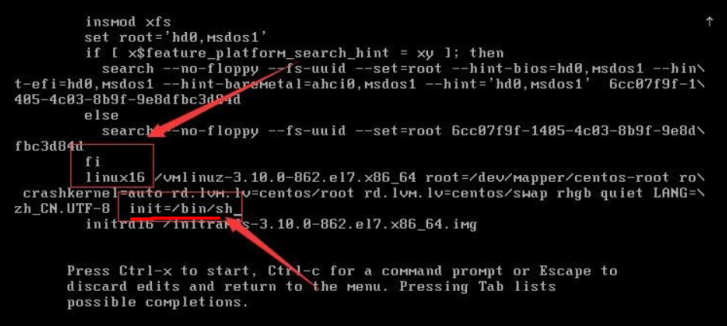 insmod xfs
set root='hd0,msdos1'
if [ x$feature_platform_search_hint = xy ]; then
search --no-floppy --fs-uuid --set=root --hint-bios=hd0,msdos1 --hin\
t-efi=hd0,msdos1 --hint-baremetal=ahci0,msdos1 --hint='hd0,msdos1' 6cc07f9f-1\
405-4c03-8b9f-9e8dfbc3d84d
else
search --no-floppy --fs-uuid --set=root 6cc07f9f-1405-4c03-8b9f-9e8d\
fbc3d84d
fi
linux16 /vmlinuz-3.10.0-862.el7.x86_64 root=/dev/mapper/centos-root ro\
crashkernel=auto rd.lvm.lv=centos/root rd.lvm.lv=centos/swap rhgb quiet LANG=\
zh_CN.UTF-8 init=/bin/sh_
initrd16 /initramfs-3.10.0-862.el7.x86_64.img
Press Ctrl-x to start, Ctrl-c for a command prompt or Escape to
discard edits and return to the menu. Pressing Tab lists
possible completions.